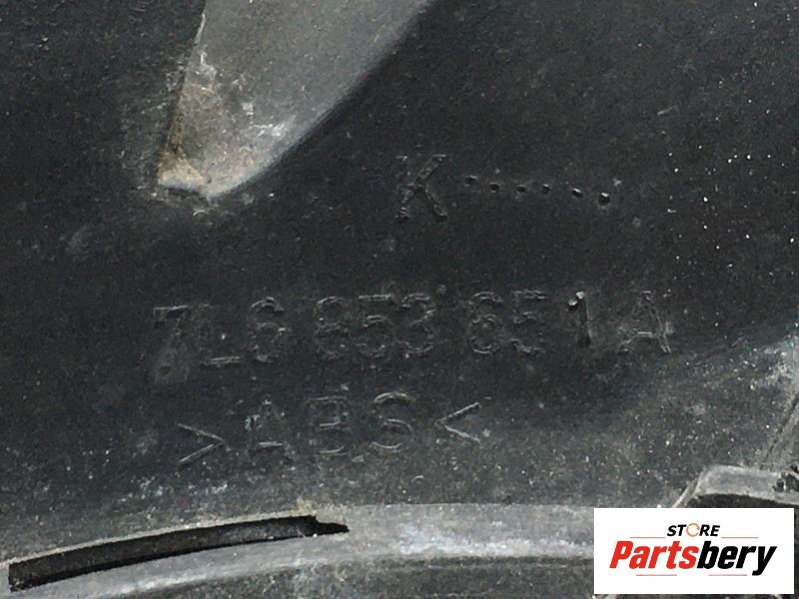 K
7L6 853 651 A
>ABS<
STORE
Partsbery